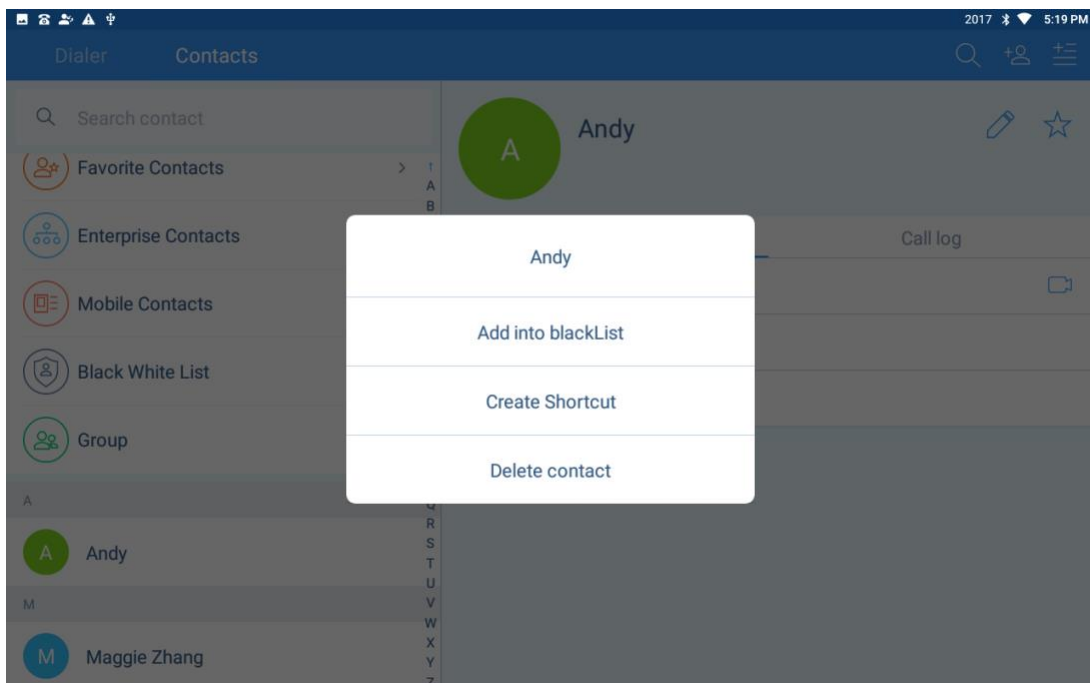 2017 5:19 PM
Dialer Contacts
Search contact
Favorite Contacts
Enterprise Contacts
Mobile Contacts
Black White List
Group
A
A Andy
M
M Maggie Zhang
↑
A
B
Q
R
S
T
U
V
W
X
Y
Z
A Andy
Call log
Andy
Add into blackList
Create Shortcut
Delete contact